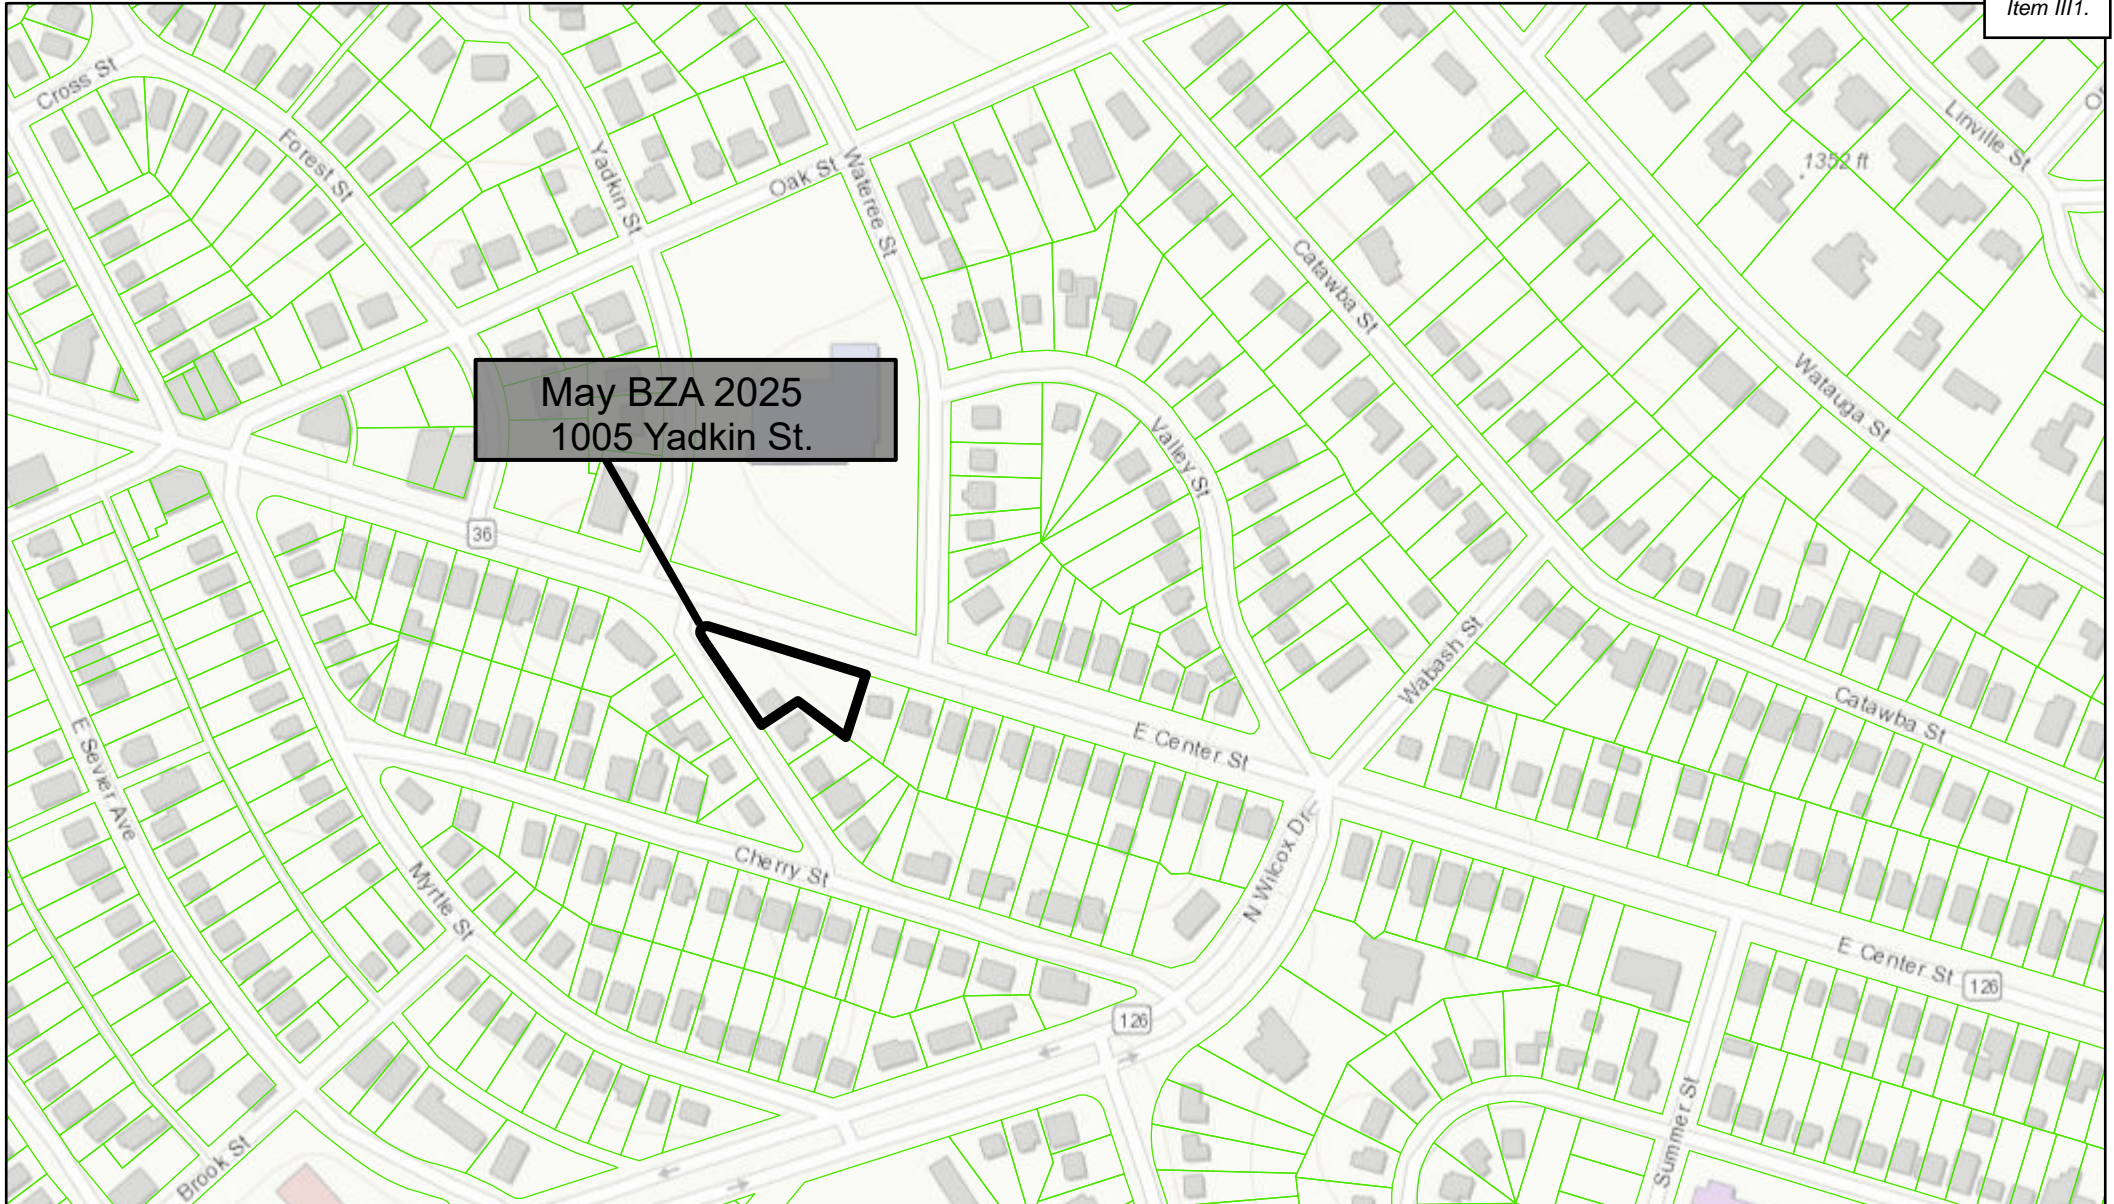 Item III1.
Cross St
Forest St
Yadkin St
Oak St
Wateree St
Linville St
1352 ft
Catawba St
Watauga St
May BZA 2025
1005 Yadkin St.
Valley St
36
Wabash St
Catawba St
E Center St
E Sevier Ave
N Wilcox Dr
Cherry St
Myrtle St
E Center St
126
126
Summer St
Brook St